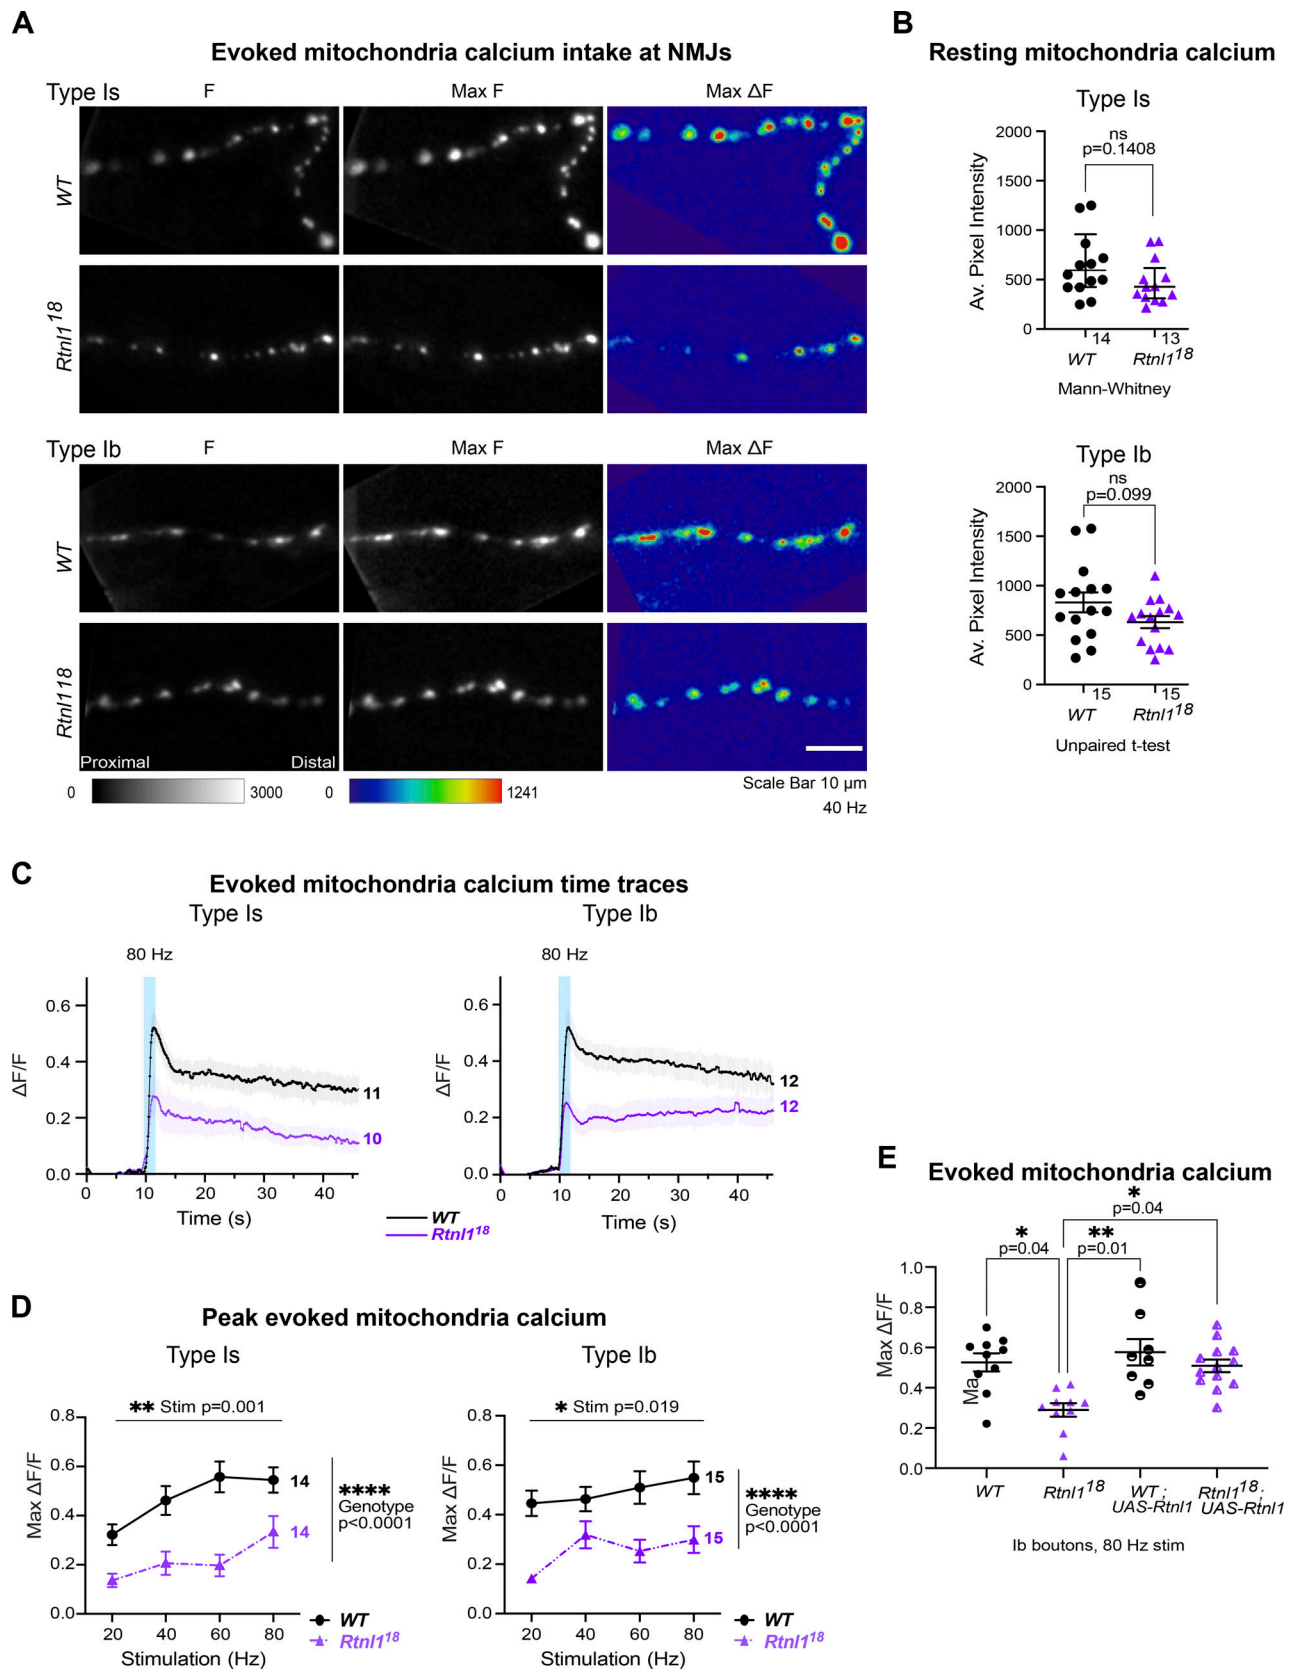 A
Evoked mitochondria calcium intake at NMJs
Type Is
F
Max F
Max ΔF
WT
Rtnl1¹⁸
Type Ib
F
Max F
Max ΔF
WT
Rtnl118
Proximal
Distal
0
3000
0
1241
Scale Bar 10 µm
40 Hz
B
Resting mitochondria calcium
Type Is
ns
p=0.1408
2000
1500
1000
500
0
Av. Pixel Intensity
14
13
WT
Rtnl1¹⁸
Mann-Whitney
Type Ib
ns
p=0.099
2000
1500
1000
500
0
Av. Pixel Intensity
15
15
WT
Rtnl1¹⁸
Unpaired t-test
C
Evoked mitochondria calcium time traces
Type Is
80 Hz
0.6
0.4
0.2
0.0
ΔF/F
11
10
0
10
20
30
40
Time (s)
Type Ib
80 Hz
0.6
0.4
0.2
0.0
ΔF/F
12
12
0
10
20
30
40
Time (s)
WT
Rtnl1¹⁸
D
Peak evoked mitochondria calcium
Type Is
** Stim p=0.001
0.8
0.6
0.4
0.2
0.0
Max ΔF/F
14
14
****
Genotype
p<0.0001
20
40
60
80
Stimulation (Hz)
WT
Rtnl1¹⁸
Type Ib
* Stim p=0.019
0.8
0.6
0.4
0.2
0.0
Max ΔF/F
15
15
****
Genotype
p<0.0001
20
40
60
80
Stimulation (Hz)
WT
Rtnl1¹⁸
E
Evoked mitochondria calcium
*
p=0.04
*
p=0.04
**
p=0.01
1.0
0.8
0.6
0.4
0.2
0.0
Max ΔF/F
Ma
WT
Rtnl1¹⁸
WT ;
UAS-Rtnl1
Rtnl1¹⁸;
UAS-Rtnl1
Ib boutons, 80 Hz stim